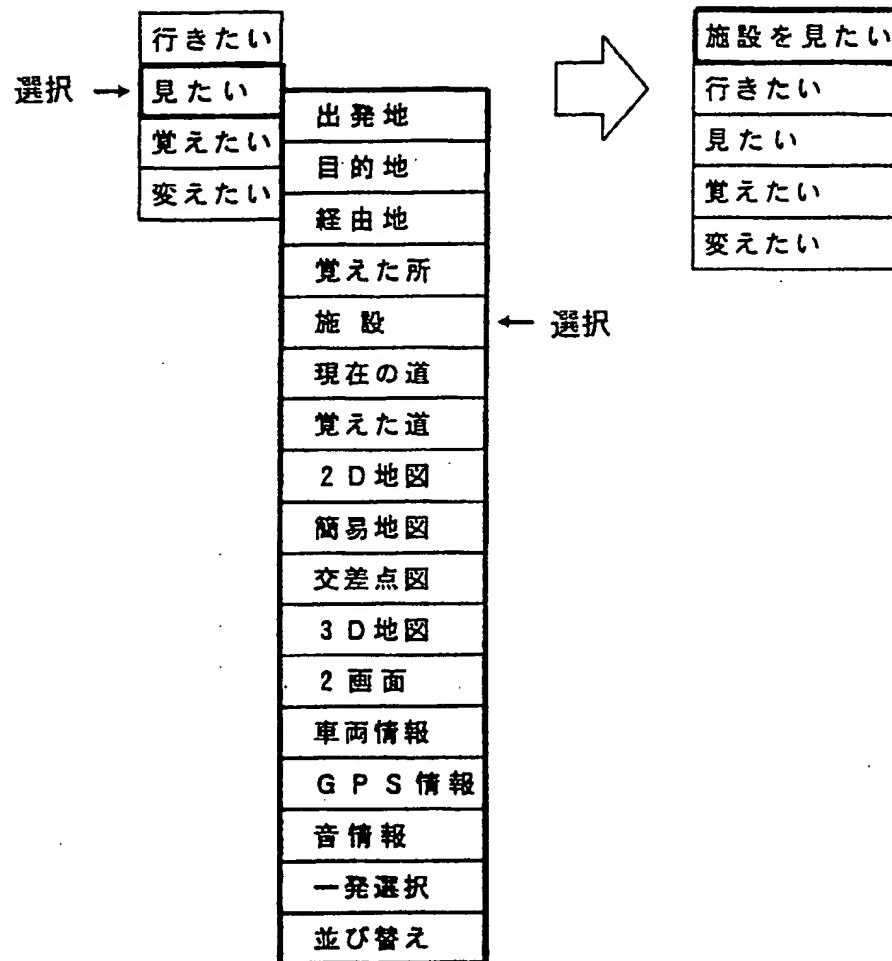 行きたい
選択 → 見たい
覚えたい
変えたい
出発地
目的地
経由地
覚えた所
施設
← 選択
現在の道
覚えた道
2D地図
簡易地図
交差点図
3D地図
2画面
車両情報
GPS情報
音情報
一発選択
並び替え
施設を見たい
行きたい
見たい
覚えたい
変えたい